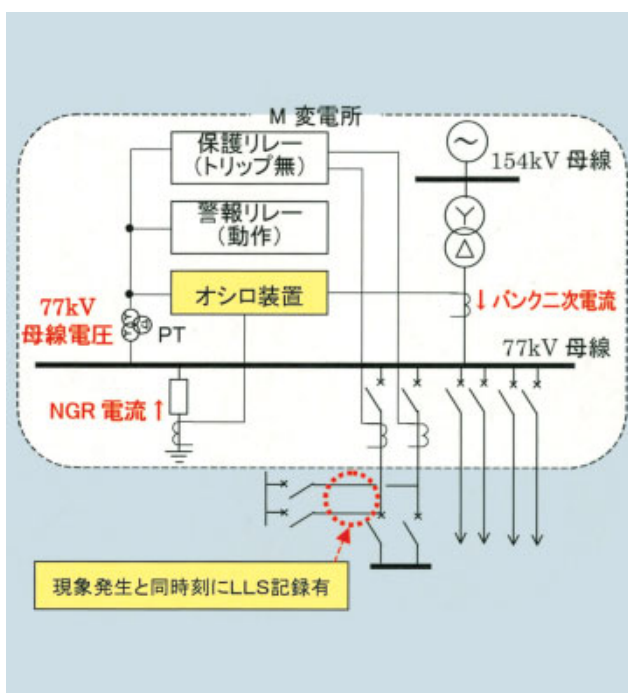 M 変電所
保護リレー
(トリップ無)
154kV 母線
警報リレー
(動作)
77kV
母線電圧
オシロ装置
↓バンク二次電流
PT
77kV 母線
NGR 電流↑
現象発生と同時刻にLLS記録有